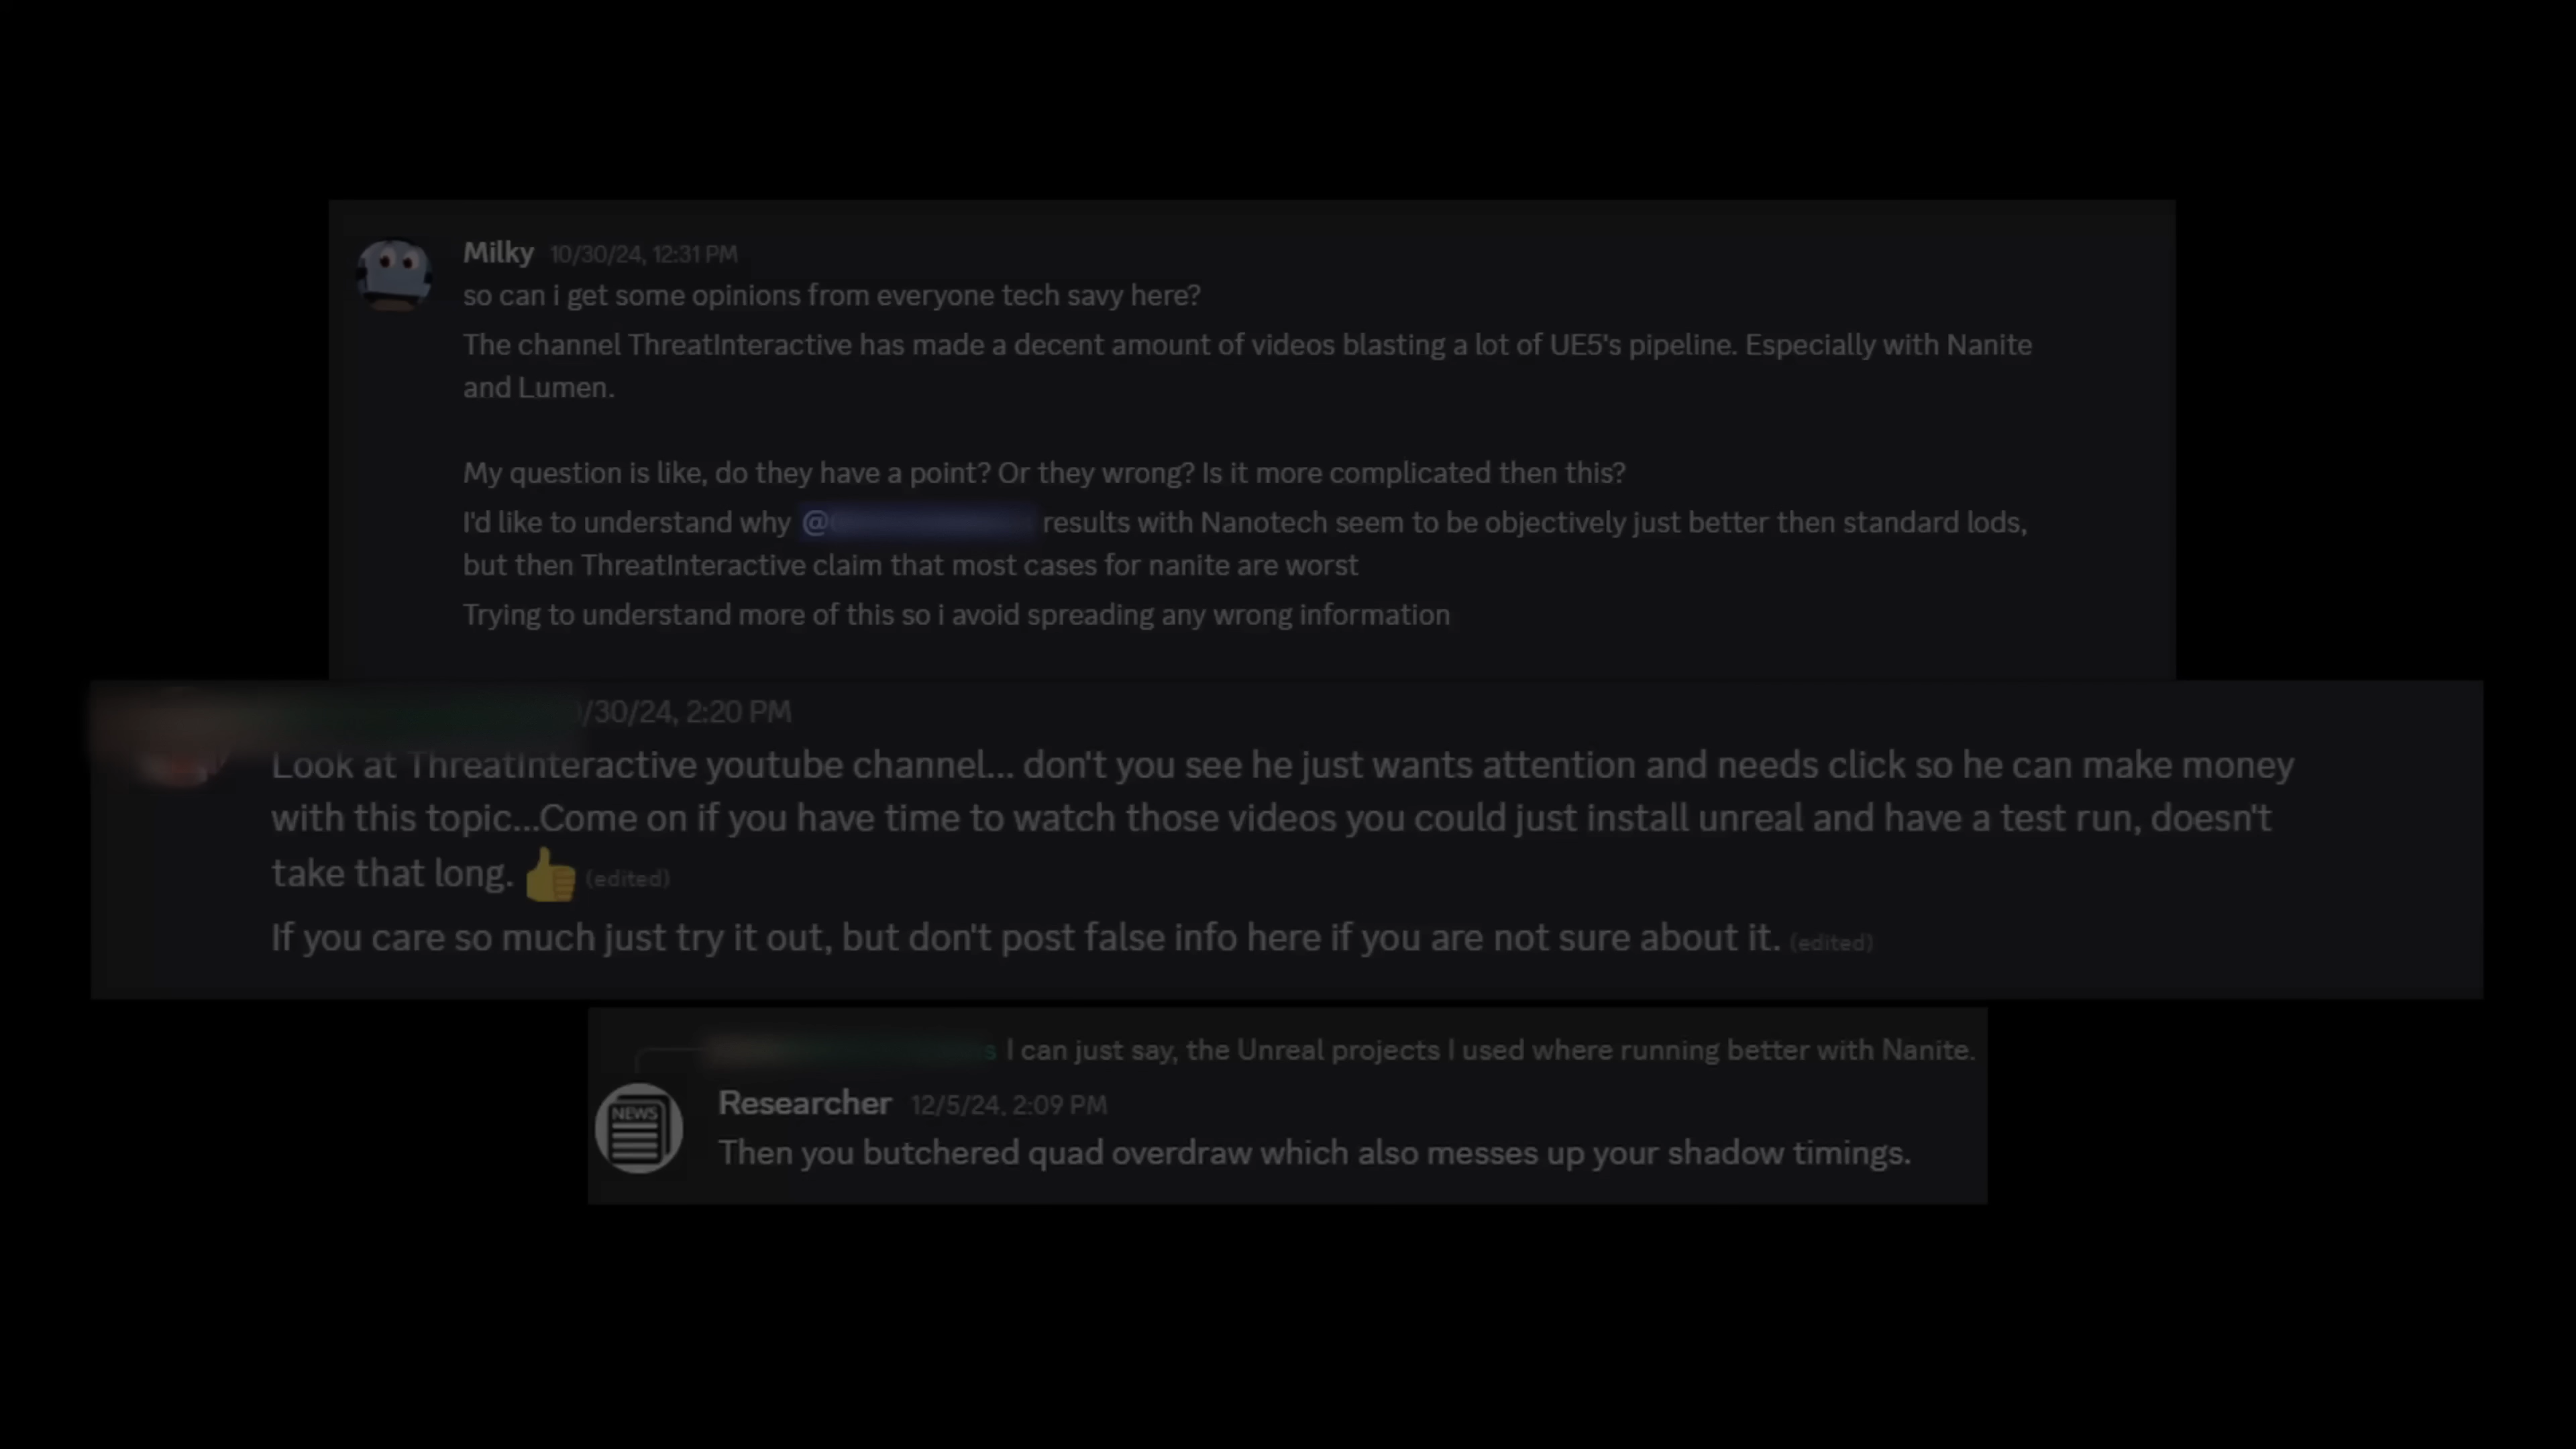 Milky 10/30/24, 12:31 PM
so can i get some opinions from everyone tech savy here?
The channel ThreatInteractive has made a decent amount of videos blasting a lot of UE5's pipeline. Especially with Nanite
and Lumen.
My question is like, do they have a point? Or they wrong? Is it more complicated then this?
I'd like to understand why @ results with Nanotech seem to be objectively just better then standard lods,
but then ThreatInteractive claim that most cases for nanite are worst
Trying to understand more of this so i avoid spreading any wrong information
/30/24, 2:20 PM
Look at ThreatInteractive youtube channel... don't you see he just wants attention and needs click so he can make money
with this topic...Come on if you have time to watch those videos you could just install unreal and have a test run, doesn't
take that long. 👍 (edited)
If you care so much just try it out, but don't post false info here if you are not sure about it. (edited)
s I can just say, the Unreal projects I used where running better with Nanite.
NEWS
Researcher 12/5/24, 2:09 PM
Then you butchered quad overdraw which also messes up your shadow timings.